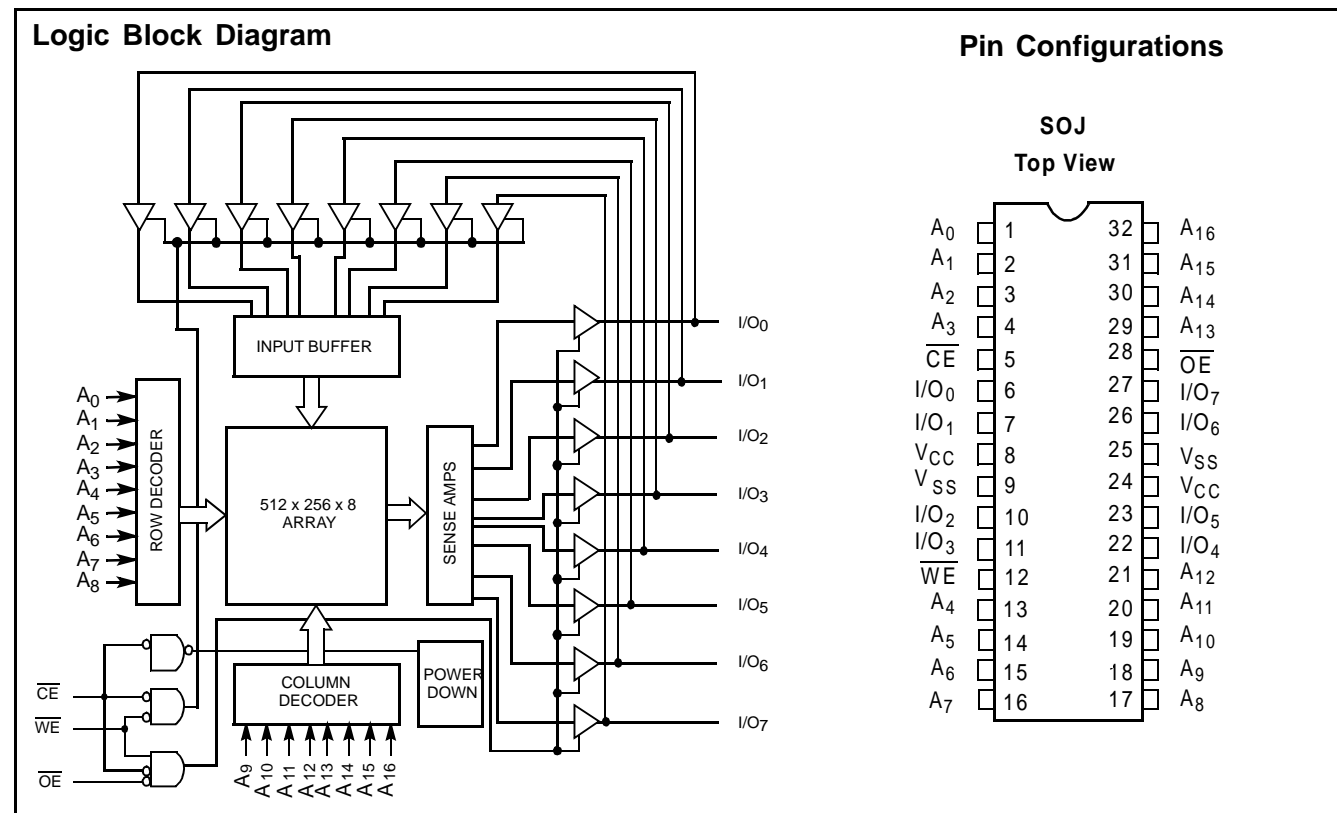 Logic Block Diagram
INPUT BUFFER
A0
A1
A2
A3
A4
A5
A6
A7
A8
ROW DECODER
512 x 256 x 8
ARRAY
SENSE AMPS
I/O0
I/O1
I/O2
I/O3
I/O4
I/O5
I/O6
I/O7
COLUMN
DECODER
POWER
DOWN
CE
WE
OE
A9
A10
A11
A12
A13
A14
A15
A16
Pin Configurations
SOJ
Top View
A0 1 32 A16
A1 2 31 A15
A2 3 30 A14
A3 4 29 A13
CE 5 28 OE
I/O0 6 27 I/O7
I/O1 7 26 I/O6
VCC 8 25 VSS
VSS 9 24 VCC
I/O2 10 23 I/O5
I/O3 11 22 I/O4
WE 12 21 A12
A4 13 20 A11
A5 14 19 A10
A6 15 18 A9
A7 16 17 A8